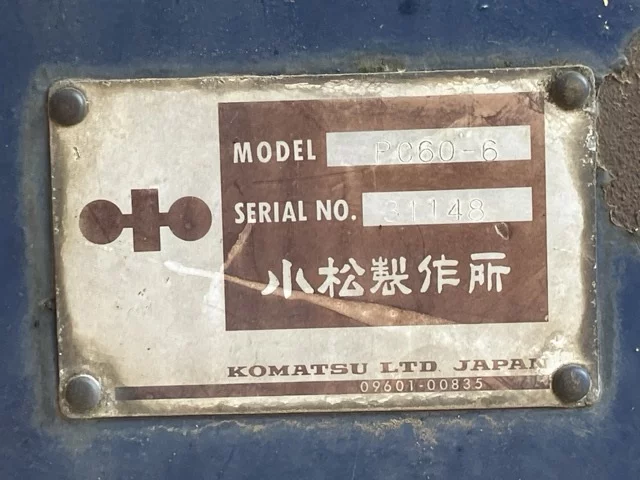 MODEL PC60-6
SERIAL NO. 31148
小松製作所
KOMATSU LTD. JAPAN
09601-00835